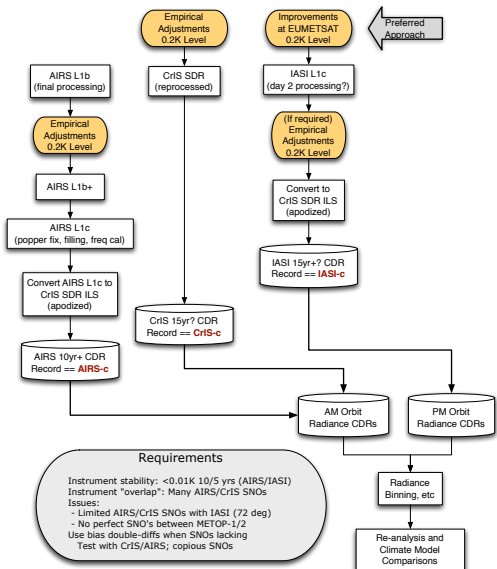 Empirical
Adjustments
0.2K Level
Improvements
at EUMETSAT
0.2K Level
Preferred
Approach
AIRS L1b
(final processing)
CrIS SDR
(reprocessed)
IASI L1c
(day 2 processing?)
Empirical
Adjustments
0.2K Level
(If required)
Empirical
Adjustments
0.2K Level
AIRS L1b+
Convert to
CrIS SDR ILS
(apodized)
AIRS L1c
(popper fix, filling, freq cal)
IASI 15yr+? CDR
Record == IASI-c
Convert AIRS L1c to
CrIS SDR ILS
(apodized)
CrIS 15yr? CDR
Record == CrIS-c
AIRS 10yr+ CDR
Record == AIRS-c
AM Orbit
Radiance CDRs
PM Orbit
Radiance CDRs
Requirements
Instrument stability: <0.01K 10/5 yrs (AIRS/IASI)
Instrument "overlap": Many AIRS/CrIS SNOs
Issues:
- Limited AIRS/CrIS SNOs with IASI (72 deg)
- No perfect SNO's between METOP-1/2
Use bias double-diffs when SNOs lacking
Test with CrIS/AIRS; copious SNOs
Radiance
Binning, etc
Re-analysis and
Climate Model
Comparisons